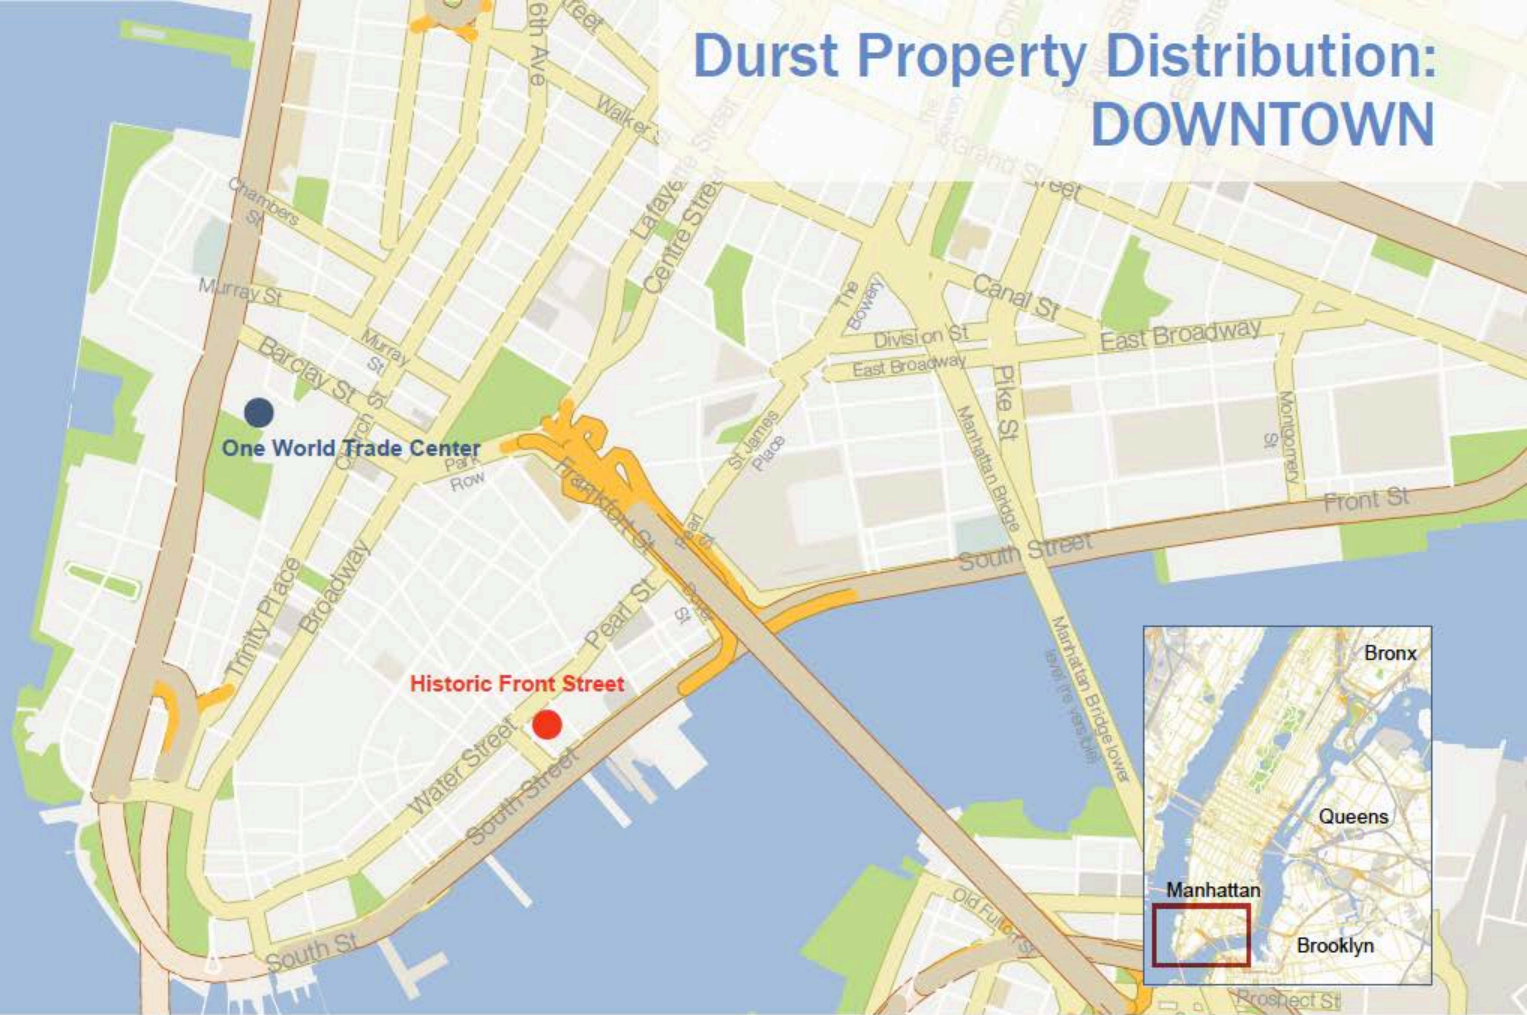 Durst Property Distribution:
DOWNTOWN
6th Ave
Walker
Grand Street
Lafayette Street
Centre Street
Chambers
St
Murray St
Murray
St
Barclay St
Church St
The
Bowery
Canal St
Division St
East Broadway
East Broadway
Pike St
Montgomery
St
One World Trade Center
Park
Row
St James
Place
Manhattan Bridge
Frankfort St
Pearl
St
Front St
South Street
Trinity Place
Broadway
Pearl St
Dover
St
Historic Front Street
Manhattan Bridge lower
level (reversible)
Water Street
South Street
South St
Old Fulton St
Prospect St
Bronx
Queens
Manhattan
Brooklyn